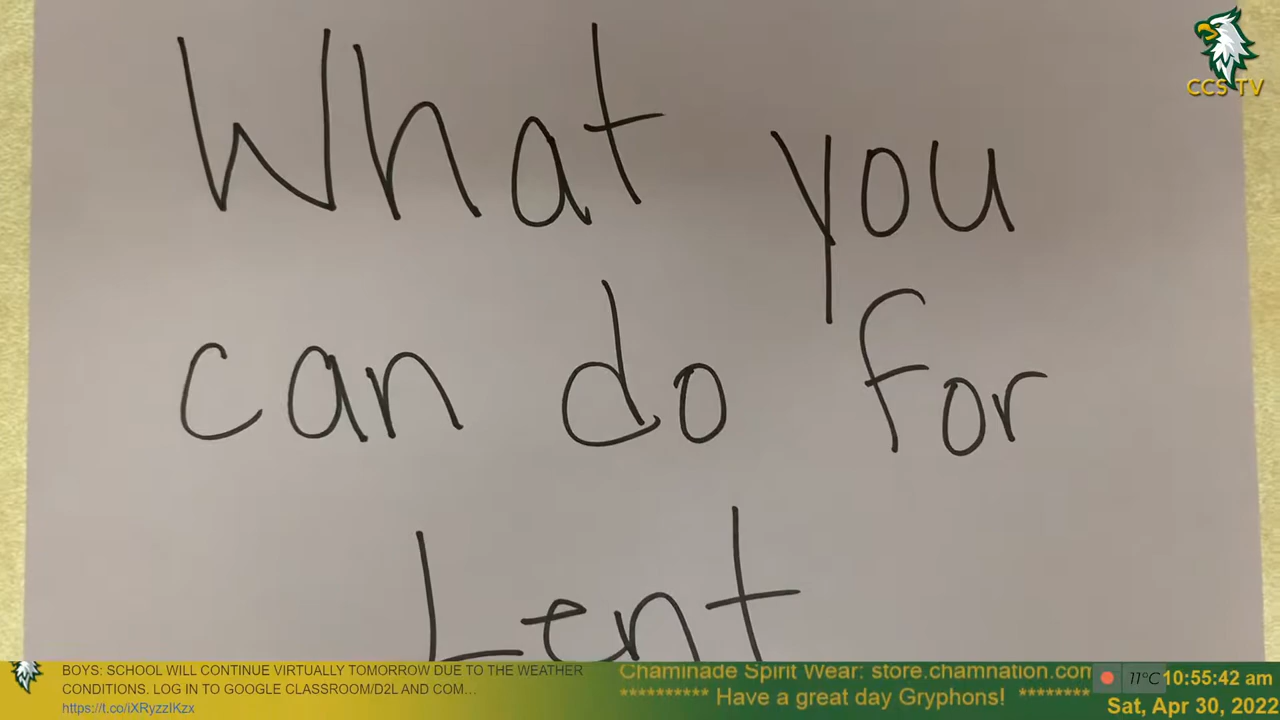 CCS TV
What you
can do for
Lent
BOYS: SCHOOL WILL CONTINUE VIRTUALLY TOMORROW DUE TO THE WEATHER
CONDITIONS. LOG IN TO GOOGLE CLASSROOM/D2L AND COM...
https://t.co/iXRyzzIKzx
Chaminade Spirit Wear: store.chamnation.com
********** Have a great day Gryphons! ********
11°C 10:55:42 am
Sat, Apr 30, 2022